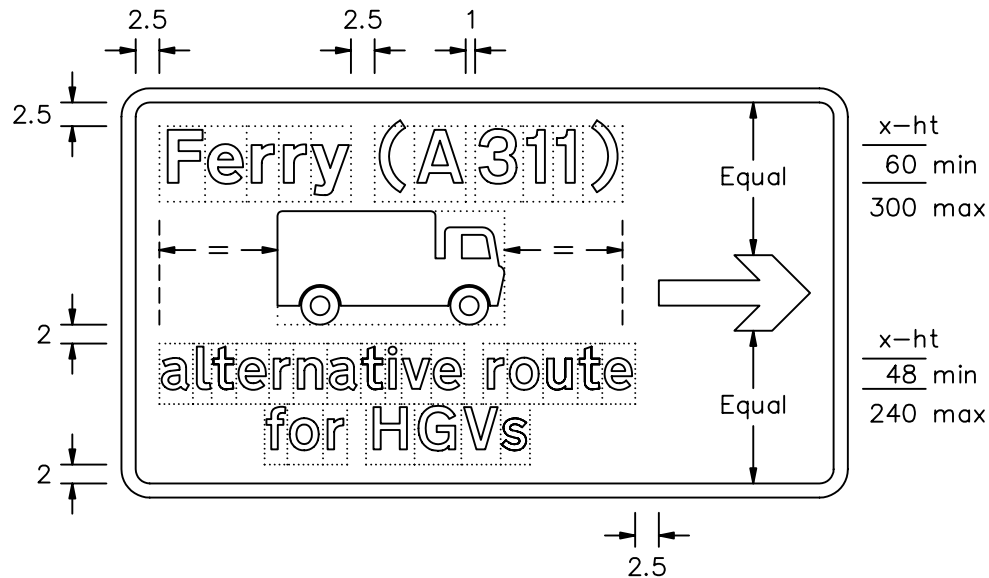 2.5 2.5 1
2.5
Ferry (A 311)
Equal
x-ht
60 min
300 max
= =
2
alternative route
for HGVs
Equal
x-ht
48 min
240 max
2
2.5